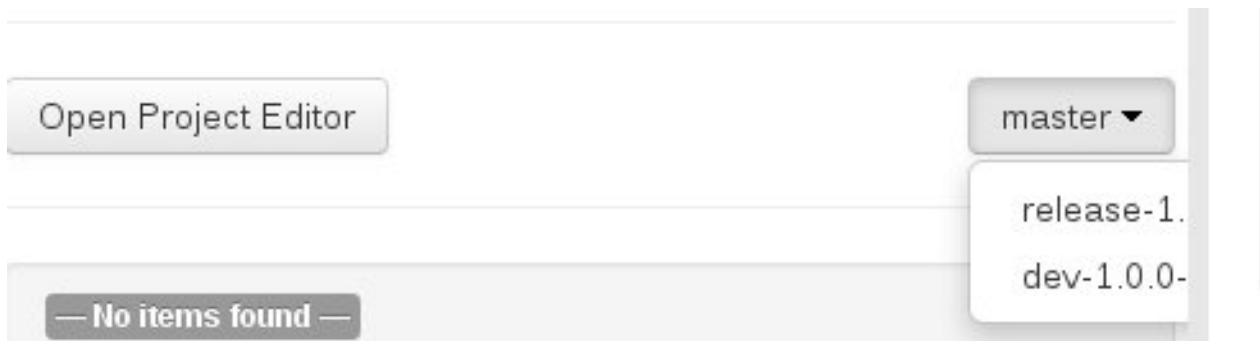 Open Project Editor
master
release-1.
dev-1.0.0-
— No items found —